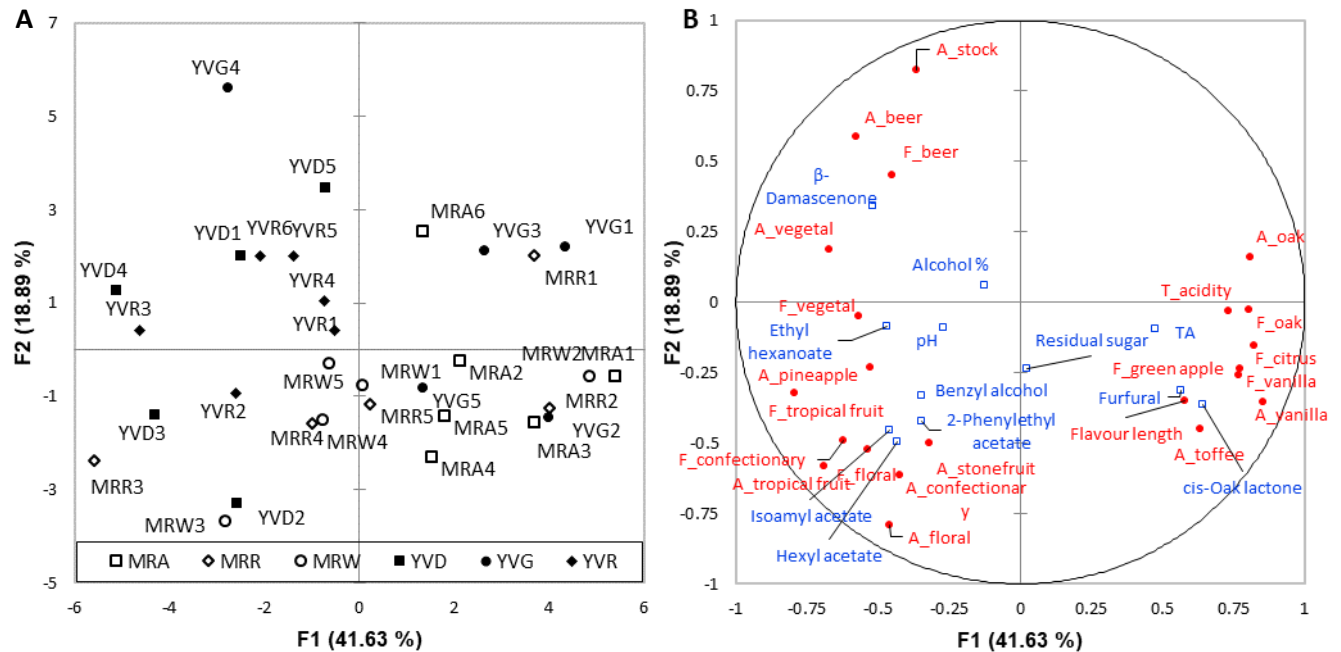 A
7
YVG4
5
YVD5
F2 (18.89 %)
3
MRA6
YVG3
YVG1
YVD1
YVR6
YVR5
MRR1
YVD4
YVR4
1
YVR3
YVR1
MRW2
MRA1
MRW5
MRW1
MRA2
-1
YVR2
YVG5
MRR2
MRR5
MRA5
YVD3
MRR4
MRW4
YVG2
MRA3
MRA4
MRR3
-3
MRW3
YVD2
MRA
MRR
MRW
YVD
YVG
YVR
-5
-6
-4
-2
0
2
4
6
F1 (41.63 %)
B
1
A_stock
0.75
A_beer
F_beer
0.5
β-
Damascenone
F2 (18.89 %)
A_vegetal
0.25
A_oak
Alcohol %
T_acidity
0
F_vegetal
F_oak
Ethyl
hexanoate
pH
Residual sugar
TA
F_citrus
-0.25
A_pineapple
F_green apple
F_vanilla
Benzyl alcohol
Furfural
A_vanilla
F_tropical fruit
2-Phenylethyl
acetate
Flavour length
-0.5
F_confectionary
A_stonefruit
A_toffee
F_floral
A_tropical fruit
A_confectionar
y
cis-Oak lactone
Isoamyl acetate
-0.75
A_floral
Hexyl acetate
-1
-1
-0.75
-0.5
-0.25
0
0.25
0.5
0.75
1
F1 (41.63 %)